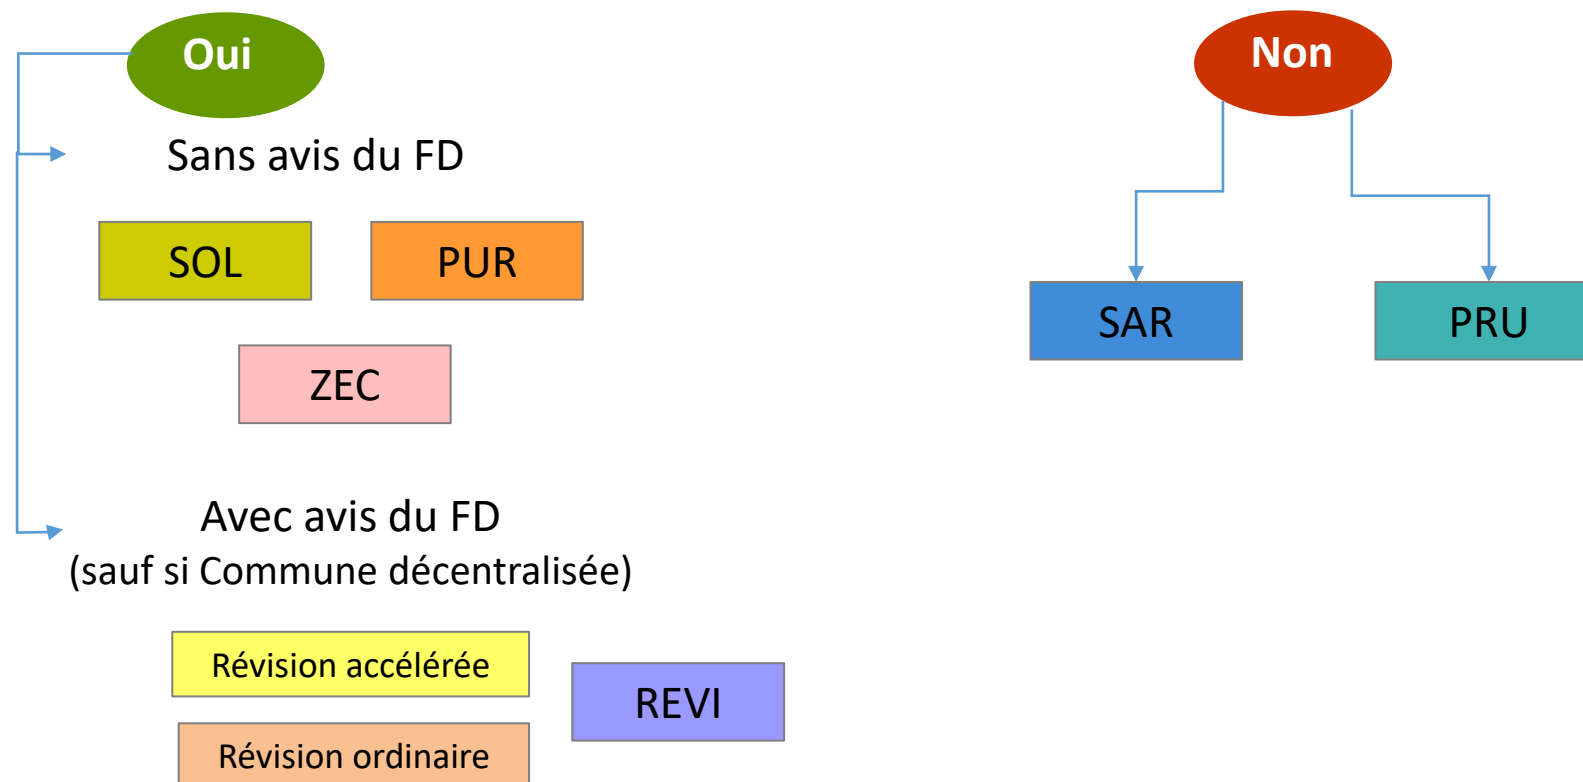 Oui
Non
Sans avis du FD
SOL
PUR
SAR
PRU
ZEC
Avec avis du FD
(sauf si Commune décentralisée)
Révision accélérée
REVI
Révision ordinaire